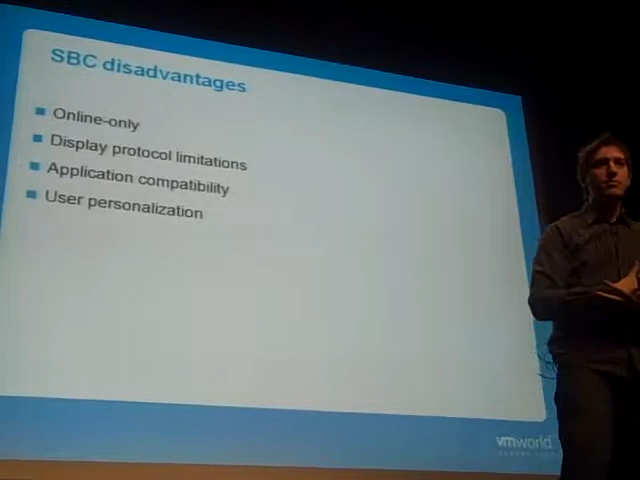 SBC disadvantages
Online-only
Display protocol limitations
Application compatibility
User personalization
vmworld